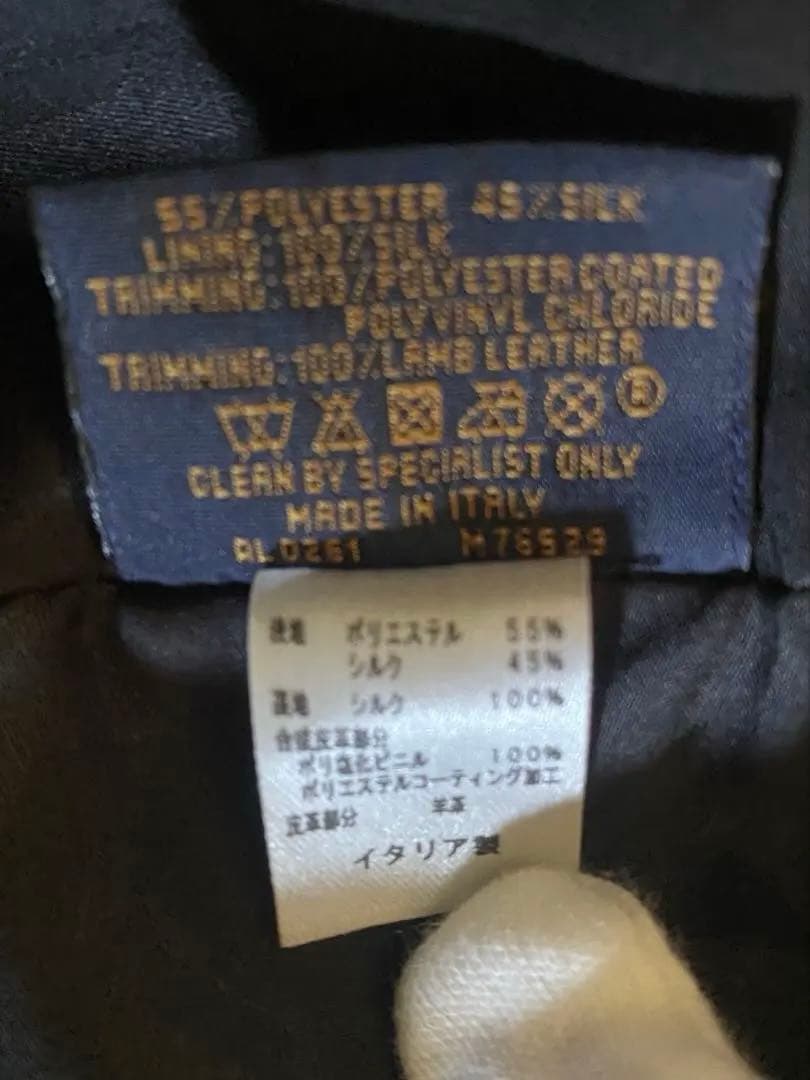 55%POLYESTER 45%SILK
LINING:100%SILK
TRIMMING:100%POLYESTER COATED
POLYVINYL CHLORIDE
TRIMMING:100%LAMB LEATHER
CLEAN BY SPECIALIST ONLY
MADE IN ITALY
AL0261 M76529
表地 ポリエステル 55%
シルク 45%
裏地 シルク 100%
合成皮革部分
ポリ塩化ビニル 100%
ポリエステルコーティング加工
皮革部分 羊革
イタリア製